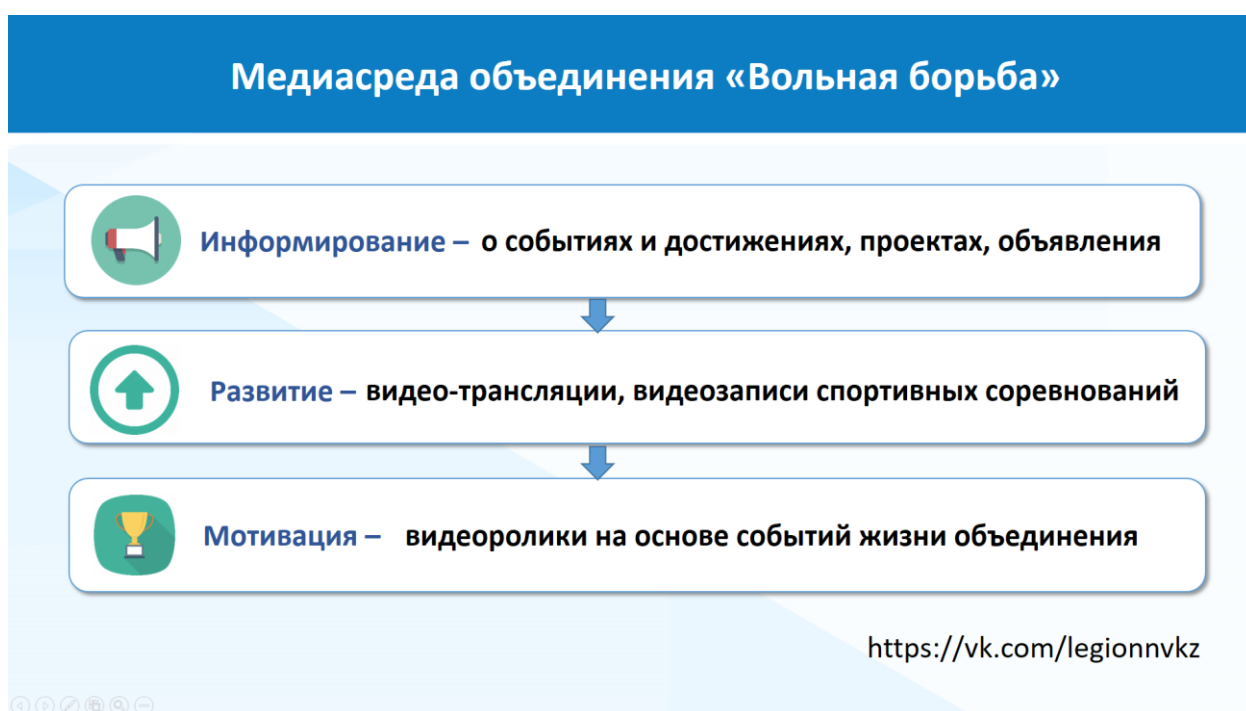 Медиасреда объединения «Вольная борьба»
Информирование – о событиях и достижениях, проектах, объявления
Развитие – видео-трансляции, видеозаписи спортивных соревнований
Мотивация – видеоролики на основе событий жизни объединения
https://vk.com/legionnvkz